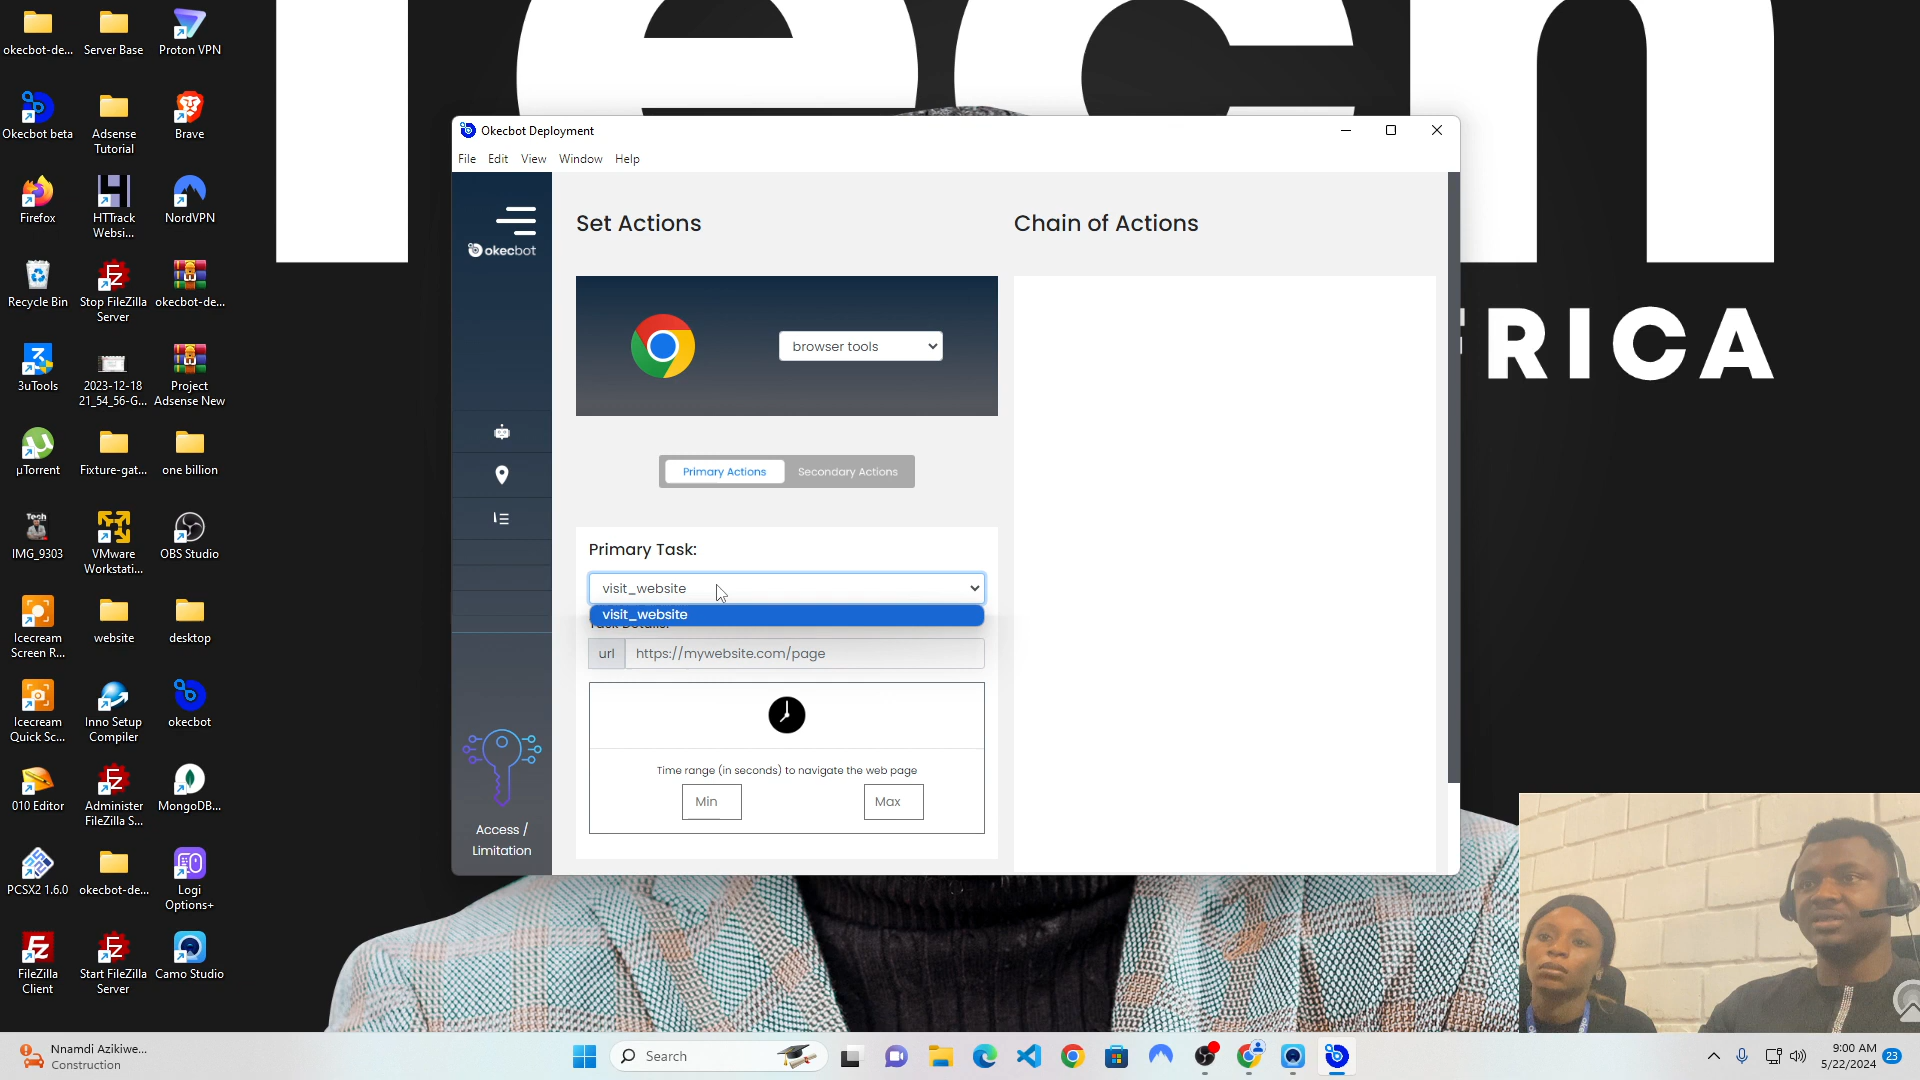 Tech
AFRICA
okecbot-de...
Server Base
Proton VPN
Okecbot beta
Adsense
Tutorial
Brave
Firefox
HTTrack
Websi...
NordVPN
Recycle Bin
Stop FileZilla
Server
okecbot-de...
3uTools
2023-12-18
21_54_56-G...
Project
Adsense New
µTorrent
Fixture-gat...
one billion
Tech
IMG_9303
VMware
Workstati...
OBS Studio
Icecream
Screen R...
website
desktop
Icecream
Quick Sc...
Inno Setup
Compiler
okecbot
010 Editor
Administer
FileZilla S...
MongoDB...
PCSX2 1.6.0
okecbot-de...
Logi
Options+
FileZilla
Client
Start FileZilla
Server
Camo Studio
Okecbot Deployment
File Edit View Window Help
okecbot
Access /
Limitation
Set Actions
browser tools
Primary Actions
Secondary Actions
Primary Task:
visit_website
visit_website
Task Details:
url
https://mywebsite.com/page
Time range (in seconds) to navigate the web page
Min
Max
Chain of Actions
Nnamdi Azikiwe...
Construction
Search
9:00 AM
5/22/2024
23